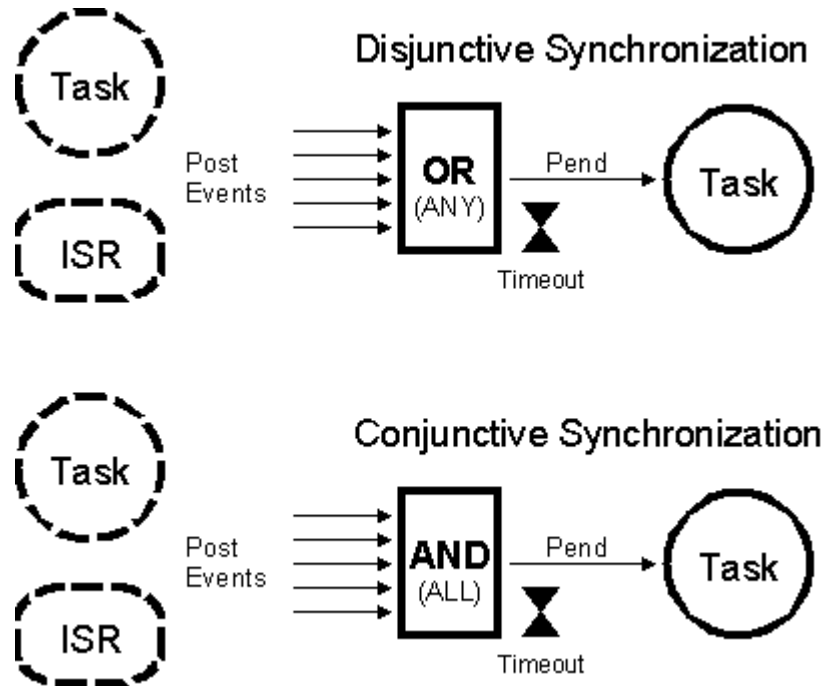 Disjunctive Synchronization
Task
Post
Events
ISR
OR
(ANY)
Pend
Timeout
Task
Conjunctive Synchronization
Task
Post
Events
ISR
AND
(ALL)
Pend
Timeout
Task